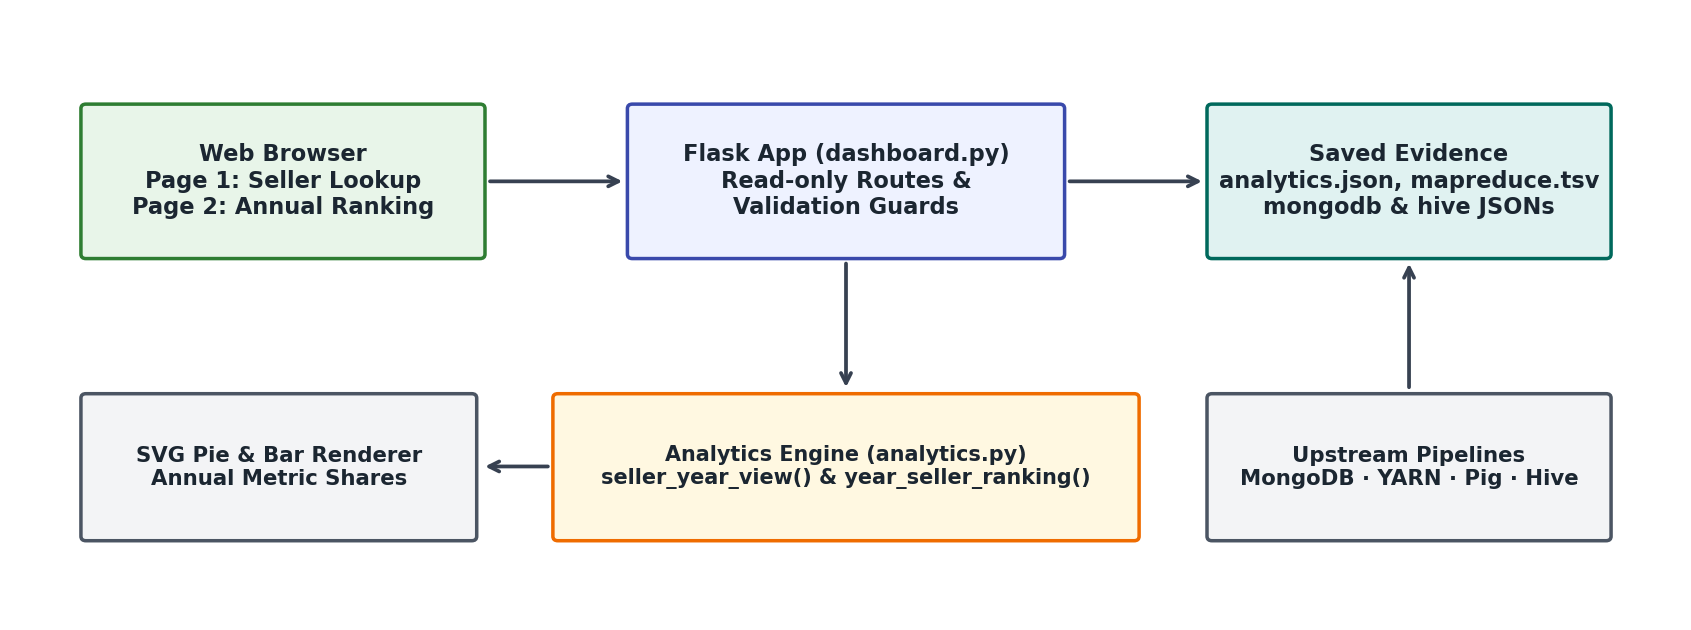 Web Browser
Page 1: Seller Lookup
Page 2: Annual Ranking
Flask App (dashboard.py)
Read-only Routes &
Validation Guards
Saved Evidence
analytics.json, mapreduce.tsv
mongodb & hive JSONs
SVG Pie & Bar Renderer
Annual Metric Shares
Analytics Engine (analytics.py)
seller_year_view() & year_seller_ranking()
Upstream Pipelines
MongoDB · YARN · Pig · Hive